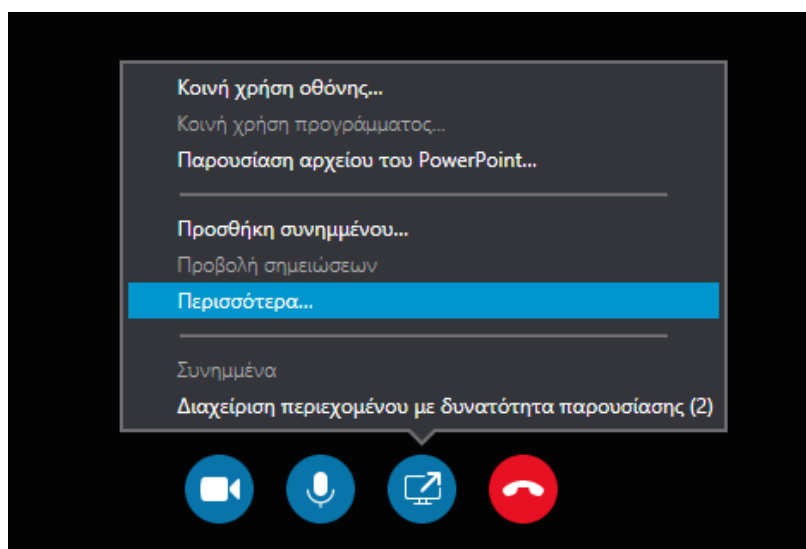 Κοινή χρήση οθόνης...
Κοινή χρήση προγράμματος...
Παρουσίαση αρχείου του PowerPoint...
Προσθήκη συνημμένου...
Προβολή σημειώσεων
Περισσότερα...
Συνημμένα
Διαχείριση περιεχομένου με δυνατότητα παρουσίασης (2)